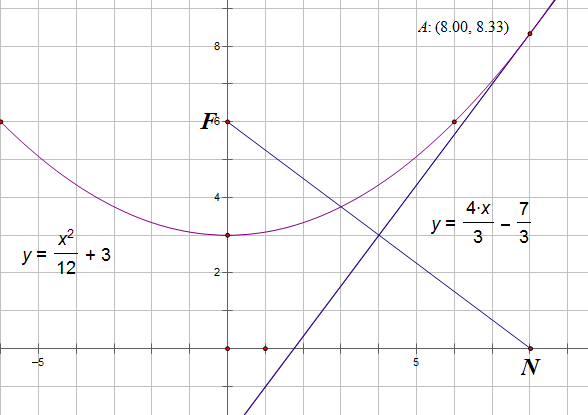 A: (8.00, 8.33)
8
F
6
4
y = 4·x/3 − 7/3
y = x²/12 + 3
2
−5
5
N